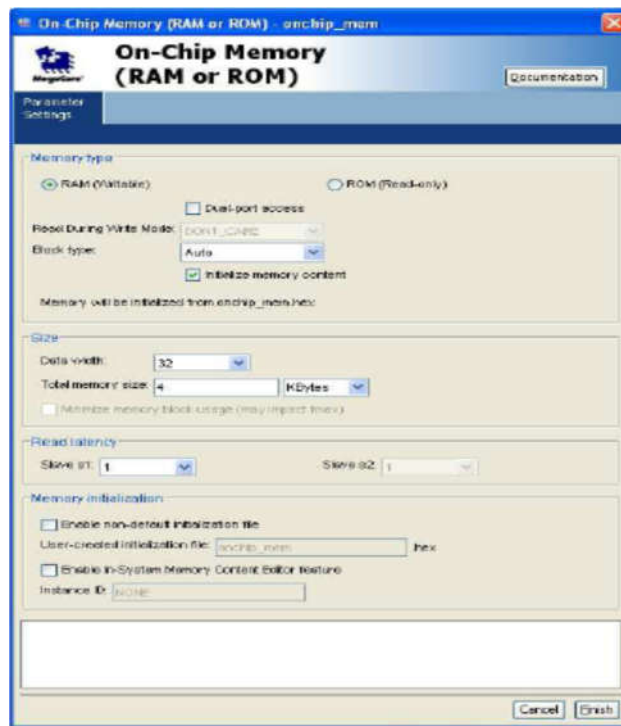 On-Chip Memory (RAM or ROM) - onchip_mem
MegaCore
On-Chip Memory
(RAM or ROM)
Documentation
Parameter
Settings
Memory type
RAM (Writable) ROM (Read-only)
Dual-port access
Read During Write Mode: DONT_CARE
Block type: Auto
Initialize memory content
Memory will be initialized from onchip_mem.hex
Size
Data width: 32
Total memory size: 4 KBytes
Minimize memory block usage (may impact fmax)
Read latency
Slave s1: 1 Slave s2: 1
Memory initialization
Enable non-default initialization file
User-created initialization file: onchip_mem .hex
Enable In-System Memory Content Editor feature
Instance ID: NONE
Cancel Finish